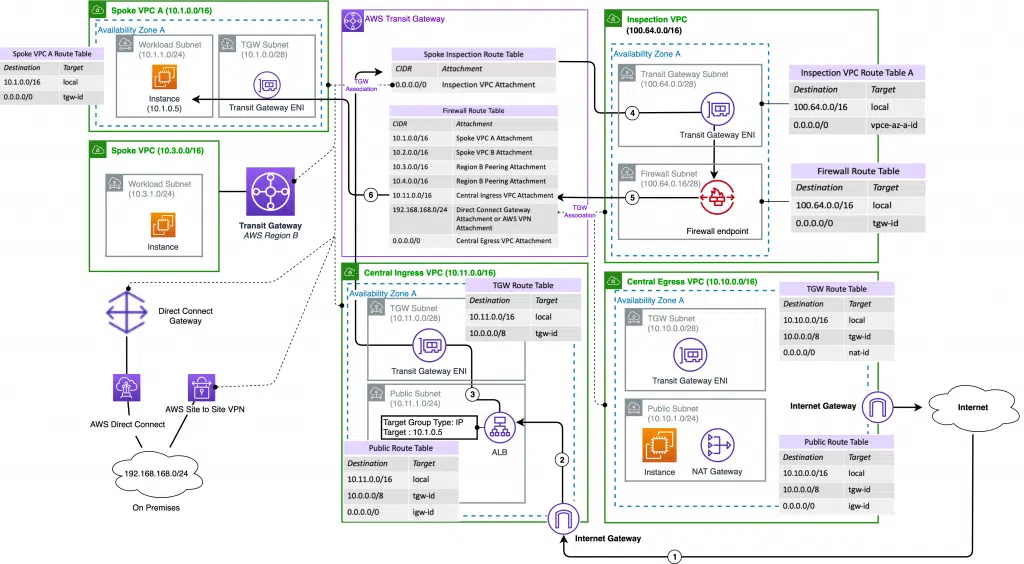 Spoke VPC A (10.1.0.0/16)
Availability Zone A
Workload Subnet
(10.1.1.0/24)
Instance
(10.1.0.5)
TGW Subnet
(10.1.0.0/28)
Transit Gateway ENI
Spoke VPC A Route Table
Destination Target
10.1.0.0/16 local
0.0.0.0/0 tgw-id
Spoke VPC (10.3.0.0/16)
Workload Subnet
(10.3.1.0/24)
Instance
Transit Gateway
AWS Region B
Direct Connect
Gateway
AWS Direct Connect
AWS Site to Site VPN
192.168.168.0/24
On Premises
AWS Transit Gateway
Spoke Inspection Route Table
CIDR Attachment
0.0.0.0/0 Inspection VPC Attachment
TGW
Association
Firewall Route Table
CIDR Attachment
10.1.0.0/16 Spoke VPC A Attachment
10.2.0.0/16 Spoke VPC B Attachment
10.3.0.0/16 Region B Peering Attachment
10.4.0.0/16 Region B Peering Attachment
10.11.0.0/16 Central Ingress VPC Attachment
192.168.168.0/24 Direct Connect Gateway
Attachment or AWS VPN
Attachment
0.0.0.0/0 Central Egress VPC Attachment
TGW
Association
4
5
6
Inspection VPC
(100.64.0.0/16)
Availability Zone A
Transit Gateway Subnet
(100.64.0.0/28)
Transit Gateway ENI
Firewall Subnet
(100.64.0.16/28)
Firewall endpoint
Inspection VPC Route Table A
Destination Target
100.64.0.0/16 local
0.0.0.0/0 vpce-az-a-id
Firewall Route Table
Destination Target
100.64.0.0/16 local
0.0.0.0/0 tgw-id
Central Ingress VPC (10.11.0.0/16)
Availability Zone A
TGW Subnet
(10.11.0.0/28)
Transit Gateway ENI
TGW Route Table
Destination Target
10.11.0.0/16 local
10.0.0.0/8 tgw-id
3
Public Subnet
(10.11.1.0/24)
Target Group Type: IP
Target : 10.1.0.5
ALB
Public Route Table
Destination Target
10.11.0.0/16 local
10.0.0.0/8 tgw-id
0.0.0.0/0 igw-id
2
Internet Gateway
1
Central Egress VPC (10.10.0.0/16)
Availability Zone A
TGW Subnet
(10.10.0.0/28)
Transit Gateway ENI
TGW Route Table
Destination Target
10.10.0.0/16 local
10.0.0.0/8 tgw-id
0.0.0.0/0 nat-id
Public Subnet
(10.10.1.0/24)
Instance
NAT Gateway
Internet Gateway
Internet
Public Route Table
Destination Target
10.10.0.0/16 local
10.0.0.0/8 tgw-id
0.0.0.0/0 igw-id